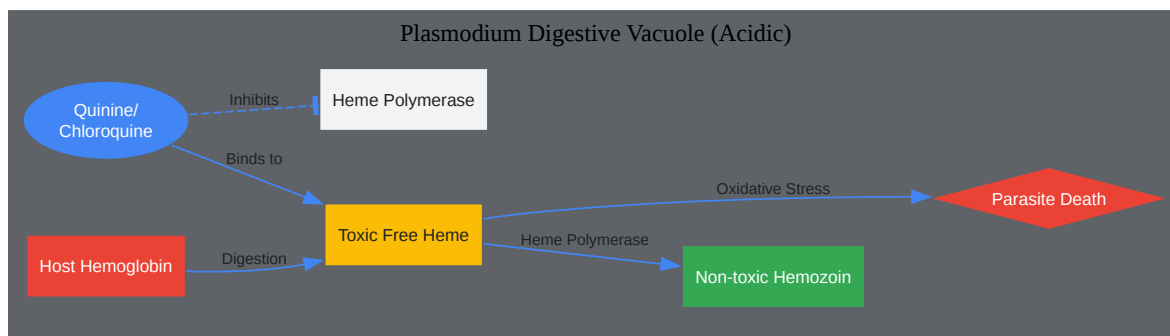 Plasmodium Digestive Vacuole (Acidic)
Quinine/
Chloroquine
Inhibits
Heme Polymerase
Binds to
Host Hemoglobin
Digestion
Toxic Free Heme
Oxidative Stress
Parasite Death
Heme Polymerase
Non-toxic Hemozoin